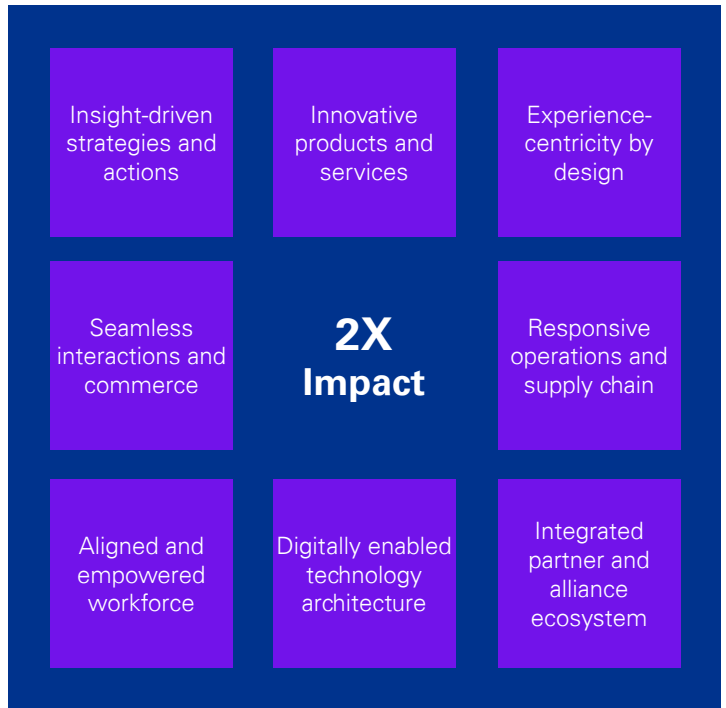 Insight-driven
strategies and
actions
Innovative
products and
services
Experience-
centricity by
design
Seamless
interactions and
commerce
2X
Impact
Responsive
operations and
supply chain
Aligned and
empowered
workforce
Digitally enabled
technology
architecture
Integrated
partner and
alliance
ecosystem